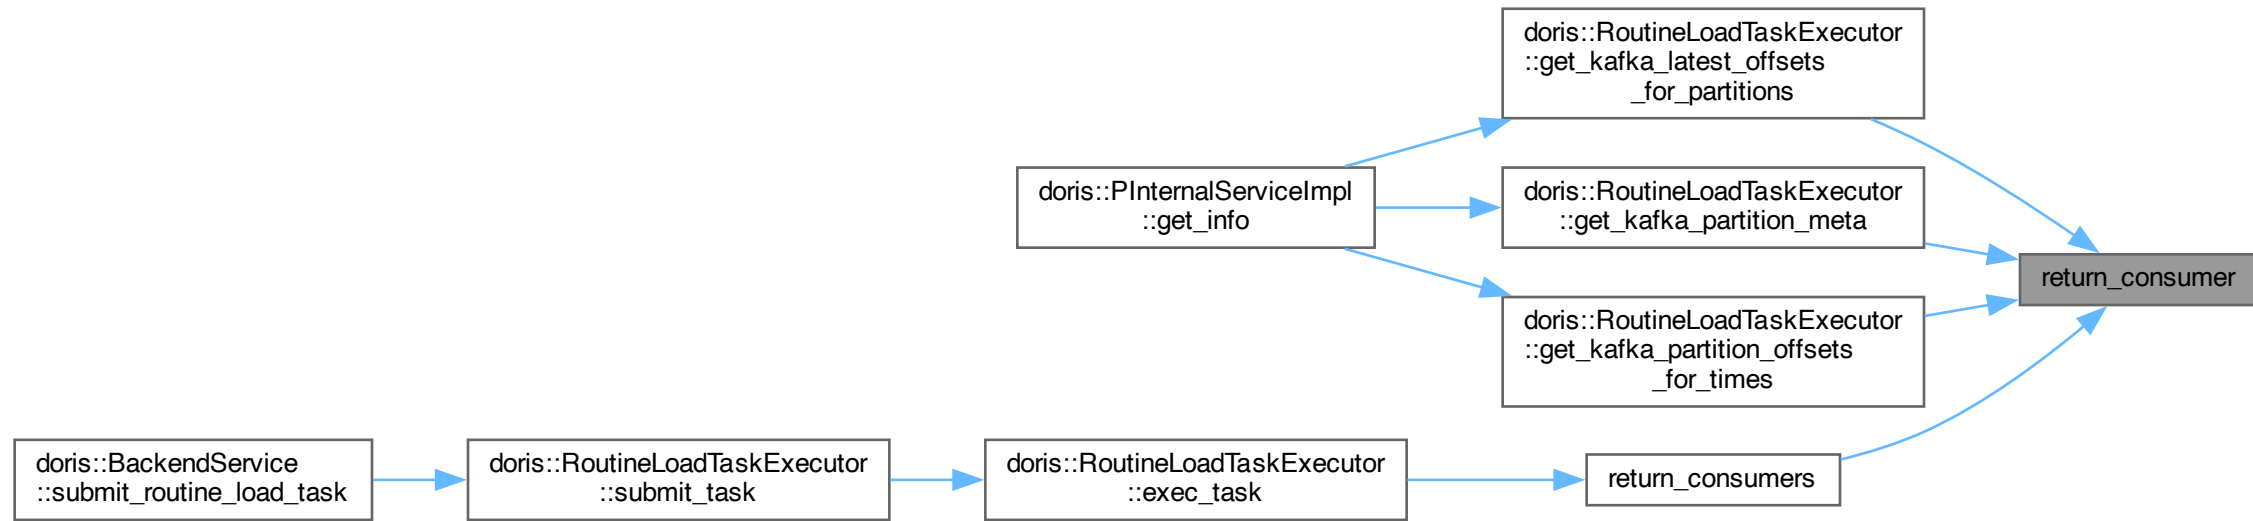 doris::RoutineLoadTaskExecutor
::get_kafka_latest_offsets
_for_partitions
doris::PInternalServiceImpl
::get_info
doris::RoutineLoadTaskExecutor
::get_kafka_partition_meta
return_consumer
doris::RoutineLoadTaskExecutor
::get_kafka_partition_offsets
_for_times
doris::BackendService
::submit_routine_load_task
doris::RoutineLoadTaskExecutor
::submit_task
doris::RoutineLoadTaskExecutor
::exec_task
return_consumers